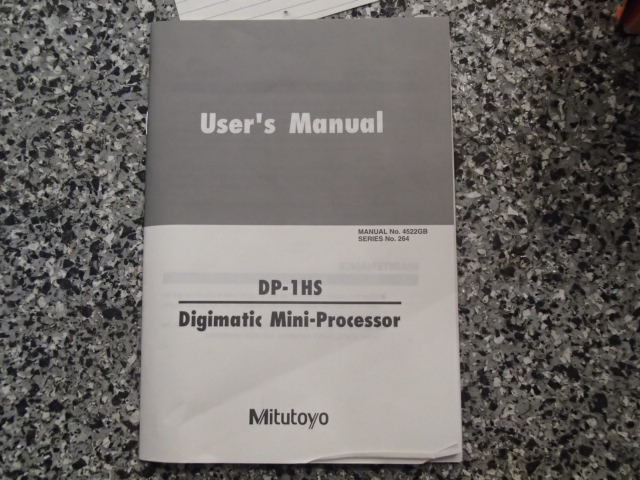 User's Manual
MANUAL No. 4522GB
SERIES No. 264
DP-1HS
Digimatic Mini-Processor
Mitutoyo